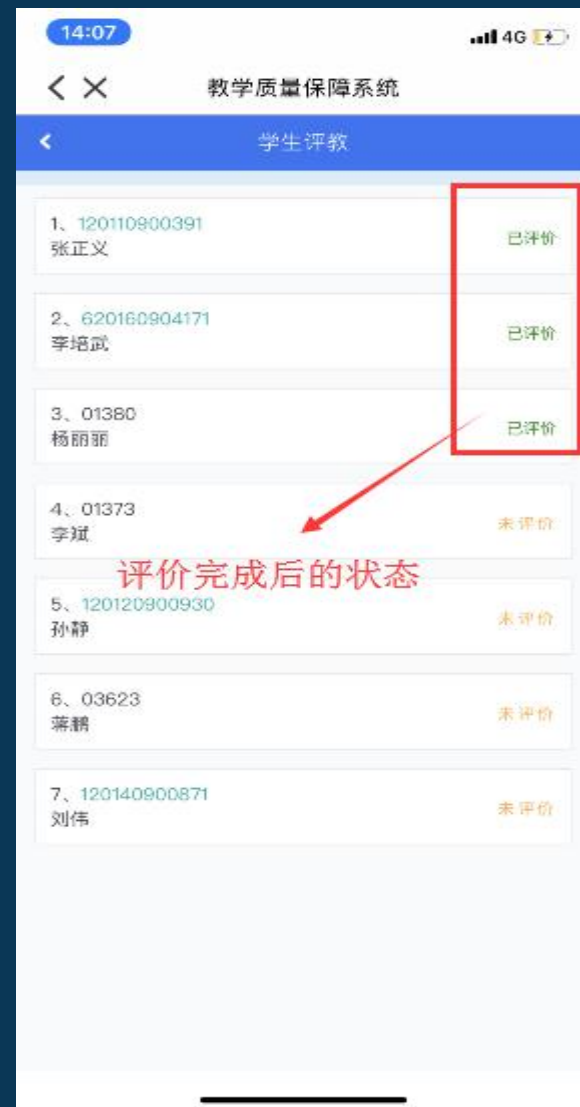 14:07
4G
教学质量保障系统
学生评教
1、120110900391
张正义
已评价
2、620160904171
李培武
已评价
3、01380
杨丽丽
已评价
4、01373
李斌
未评价
评价完成后的状态
5、120120900930
孙静
未评价
6、03623
蒋鹏
未评价
7、120140900871
刘伟
未评价